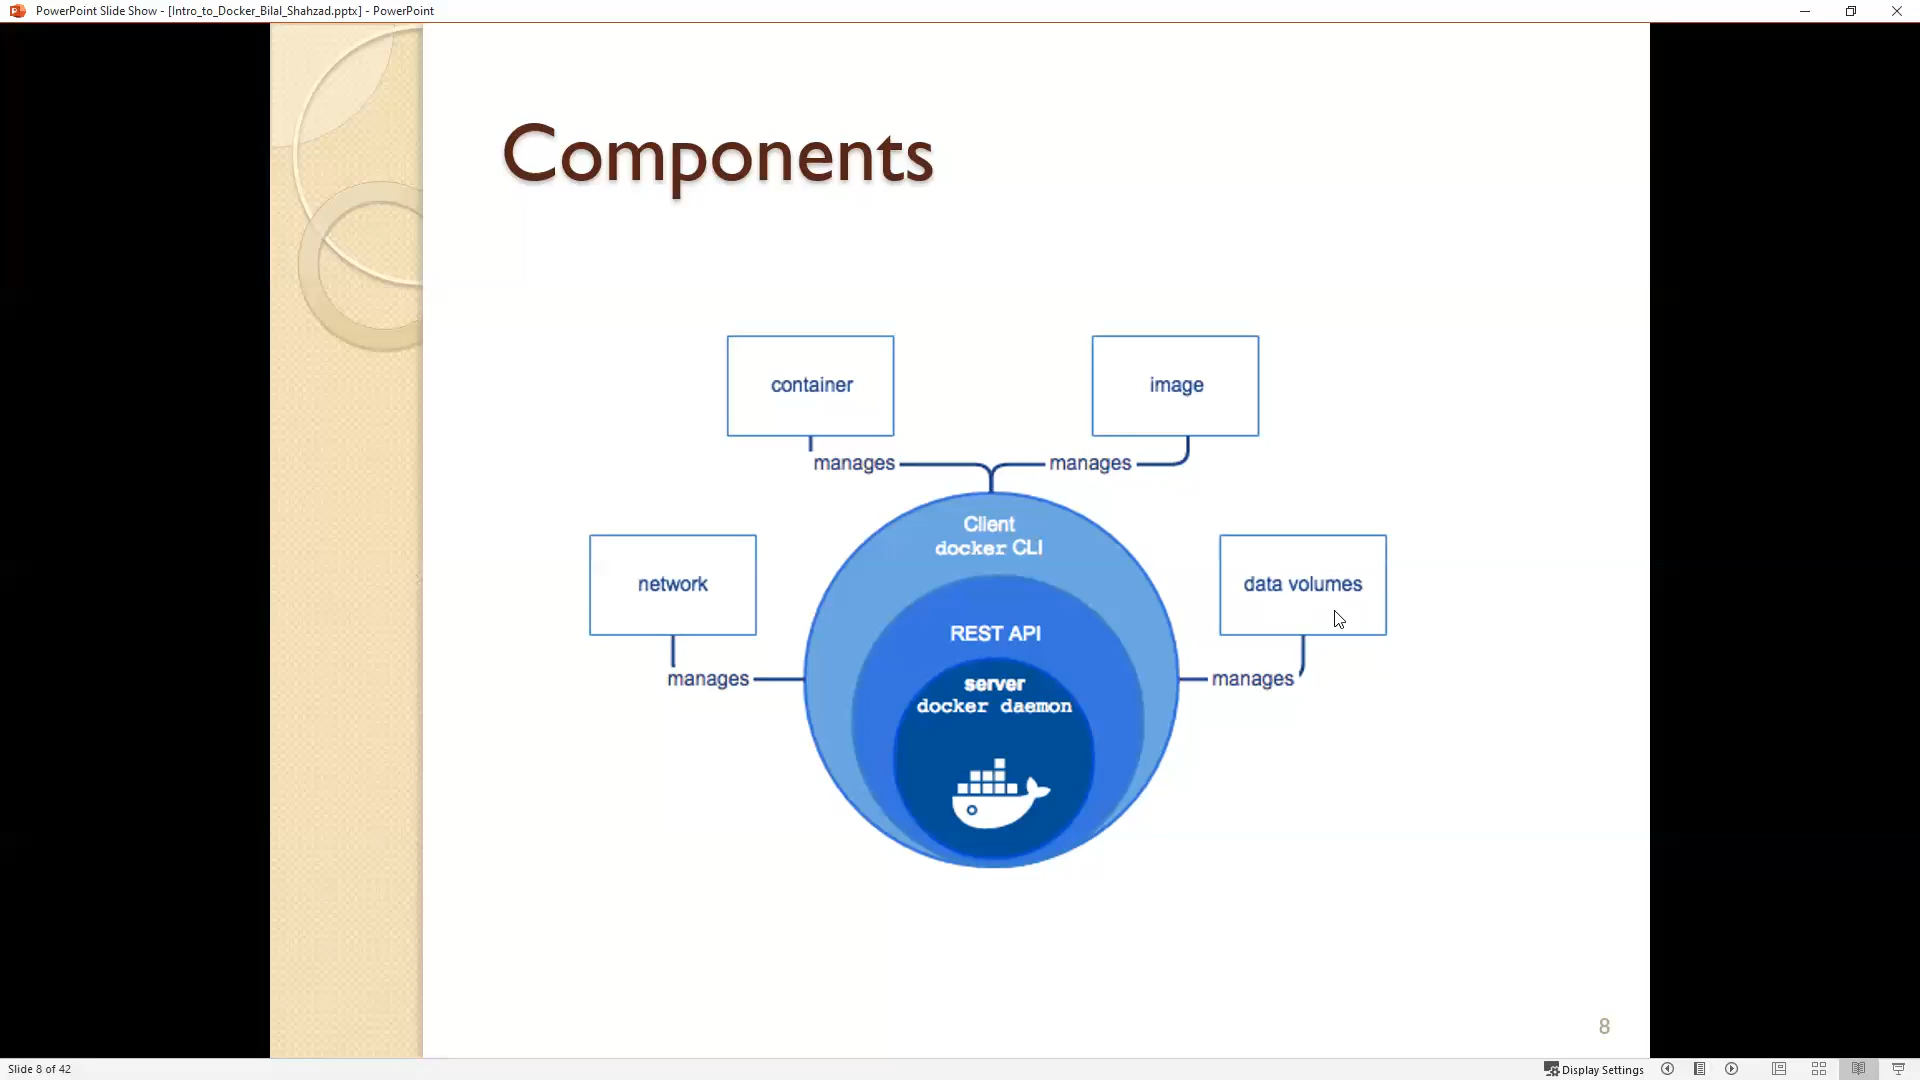 PowerPoint Slide Show - [Intro_to_Docker_Bilal_Shahzad.pptx] - PowerPoint
Components
container
image
manages
manages
Client
docker CLI
network
data volumes
REST API
manages
server
docker daemon
manages
8
Slide 8 of 42
Display Settings